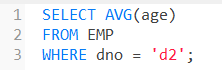 1 SELECT AVG(age)
2 FROM EMP
3 WHERE dno = 'd2';